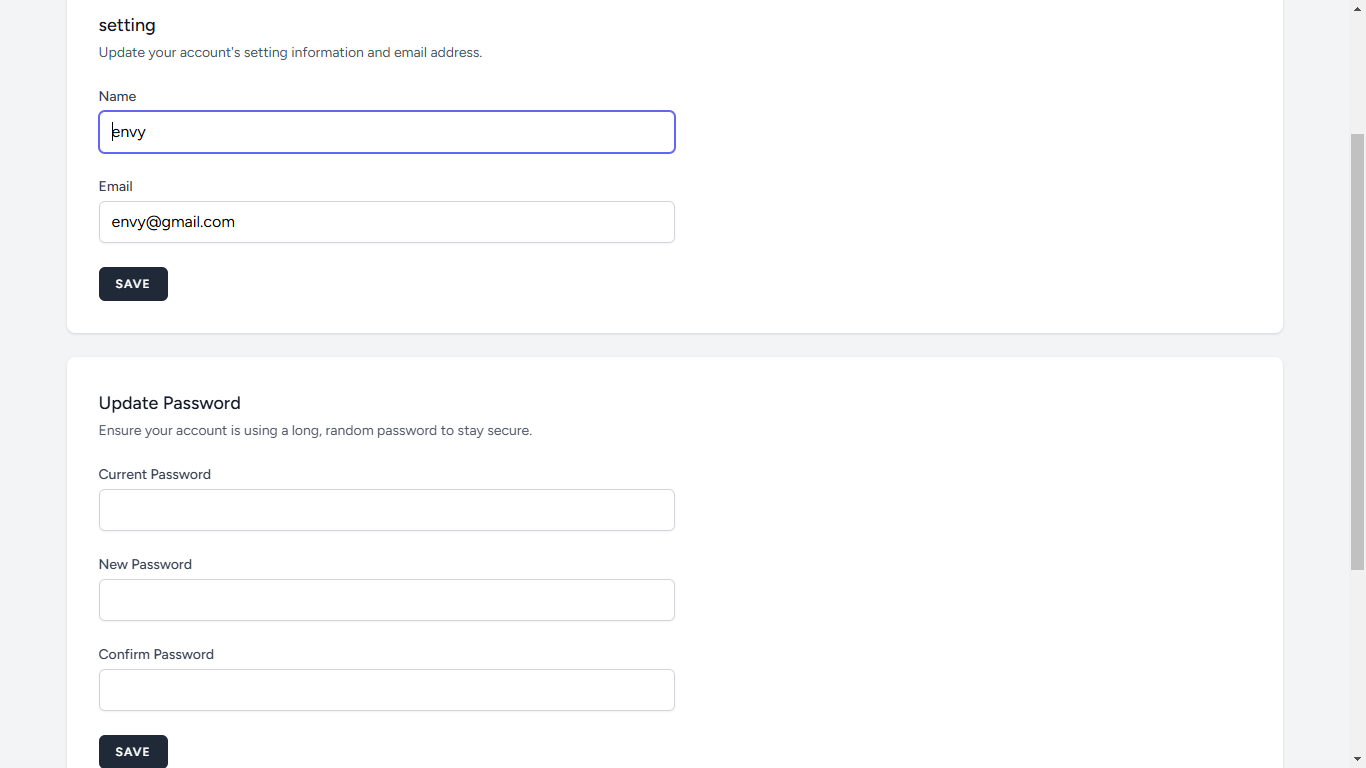 setting
Update your account's setting information and email address.
Name
envy
Email
envy@gmail.com
SAVE
Update Password
Ensure your account is using a long, random password to stay secure.
Current Password
New Password
Confirm Password
SAVE